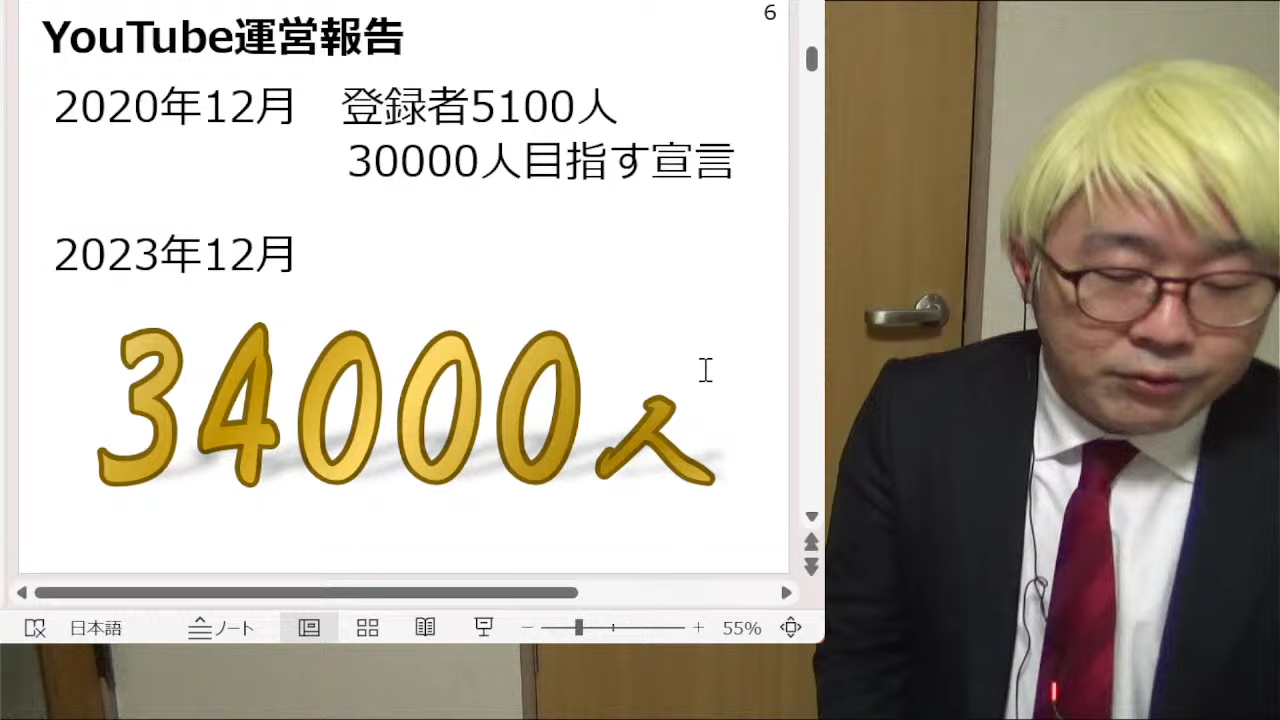 6
YouTube運営報告
2020年12月　登録者5100人
30000人目指す宣言
2023年12月
34000人
日本語
ノート
55%